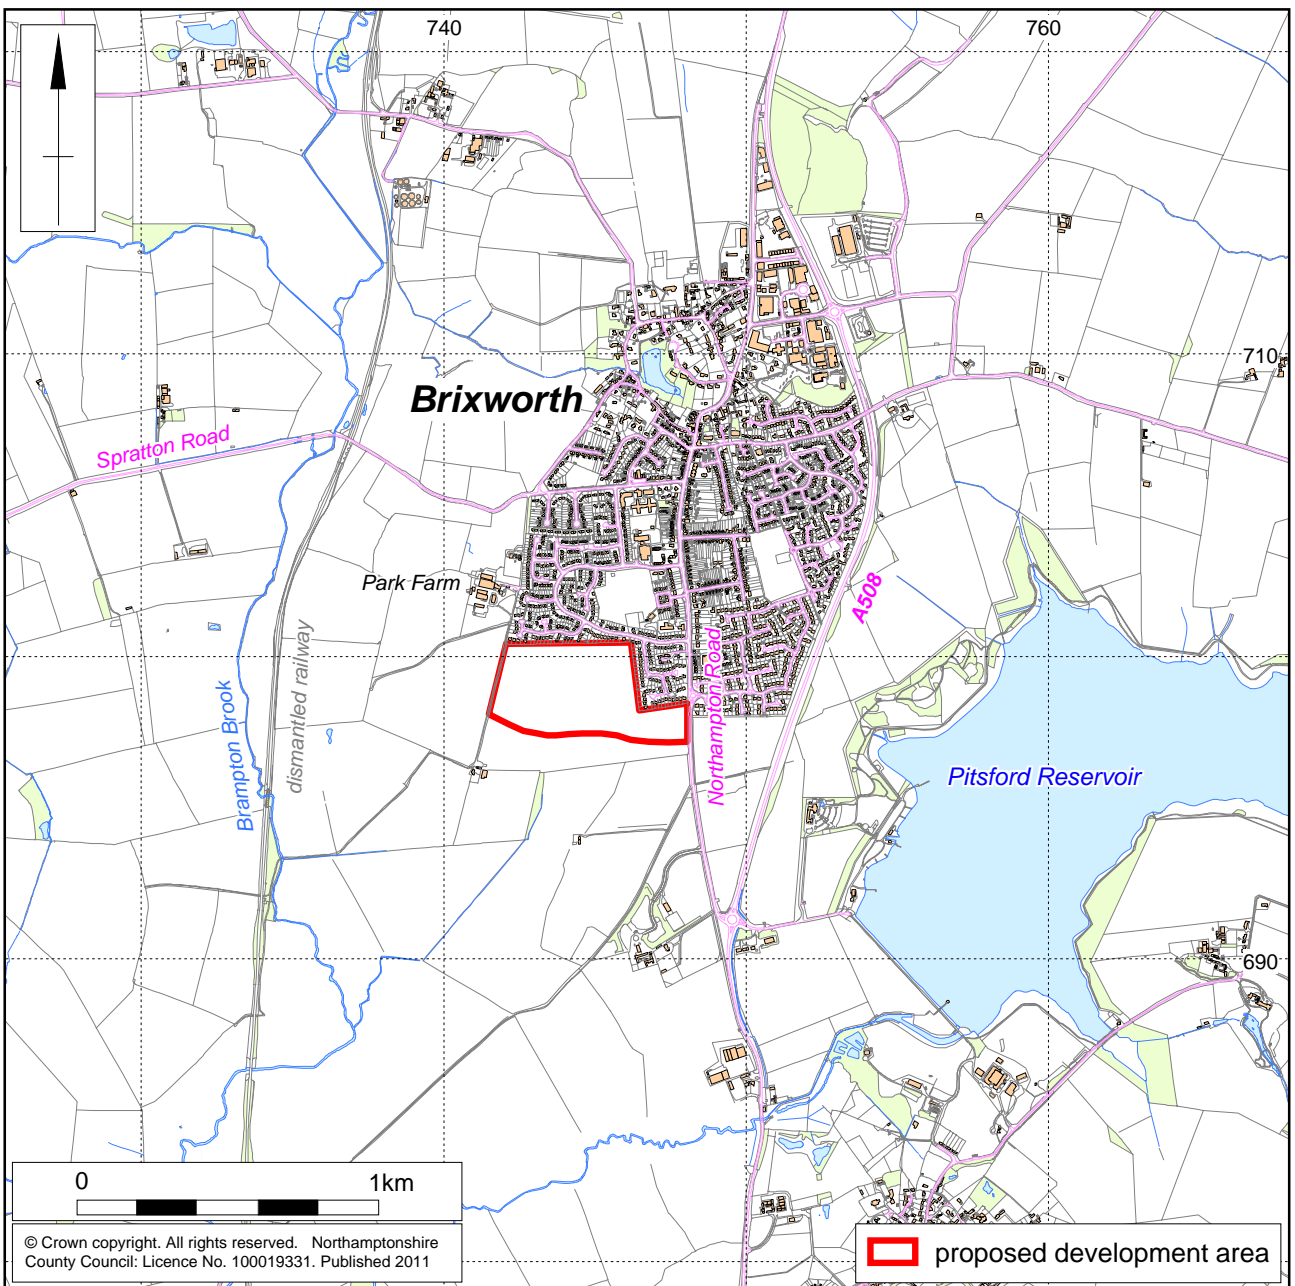 740
760
710
Brixworth
Spratton Road
Park Farm
A508
Northampton Road
dismantled railway
Brampton Brook
Pitsford Reservoir
690
0 1km
© Crown copyright. All rights reserved. Northamptonshire
County Council: Licence No. 100019331. Published 2011
proposed development area